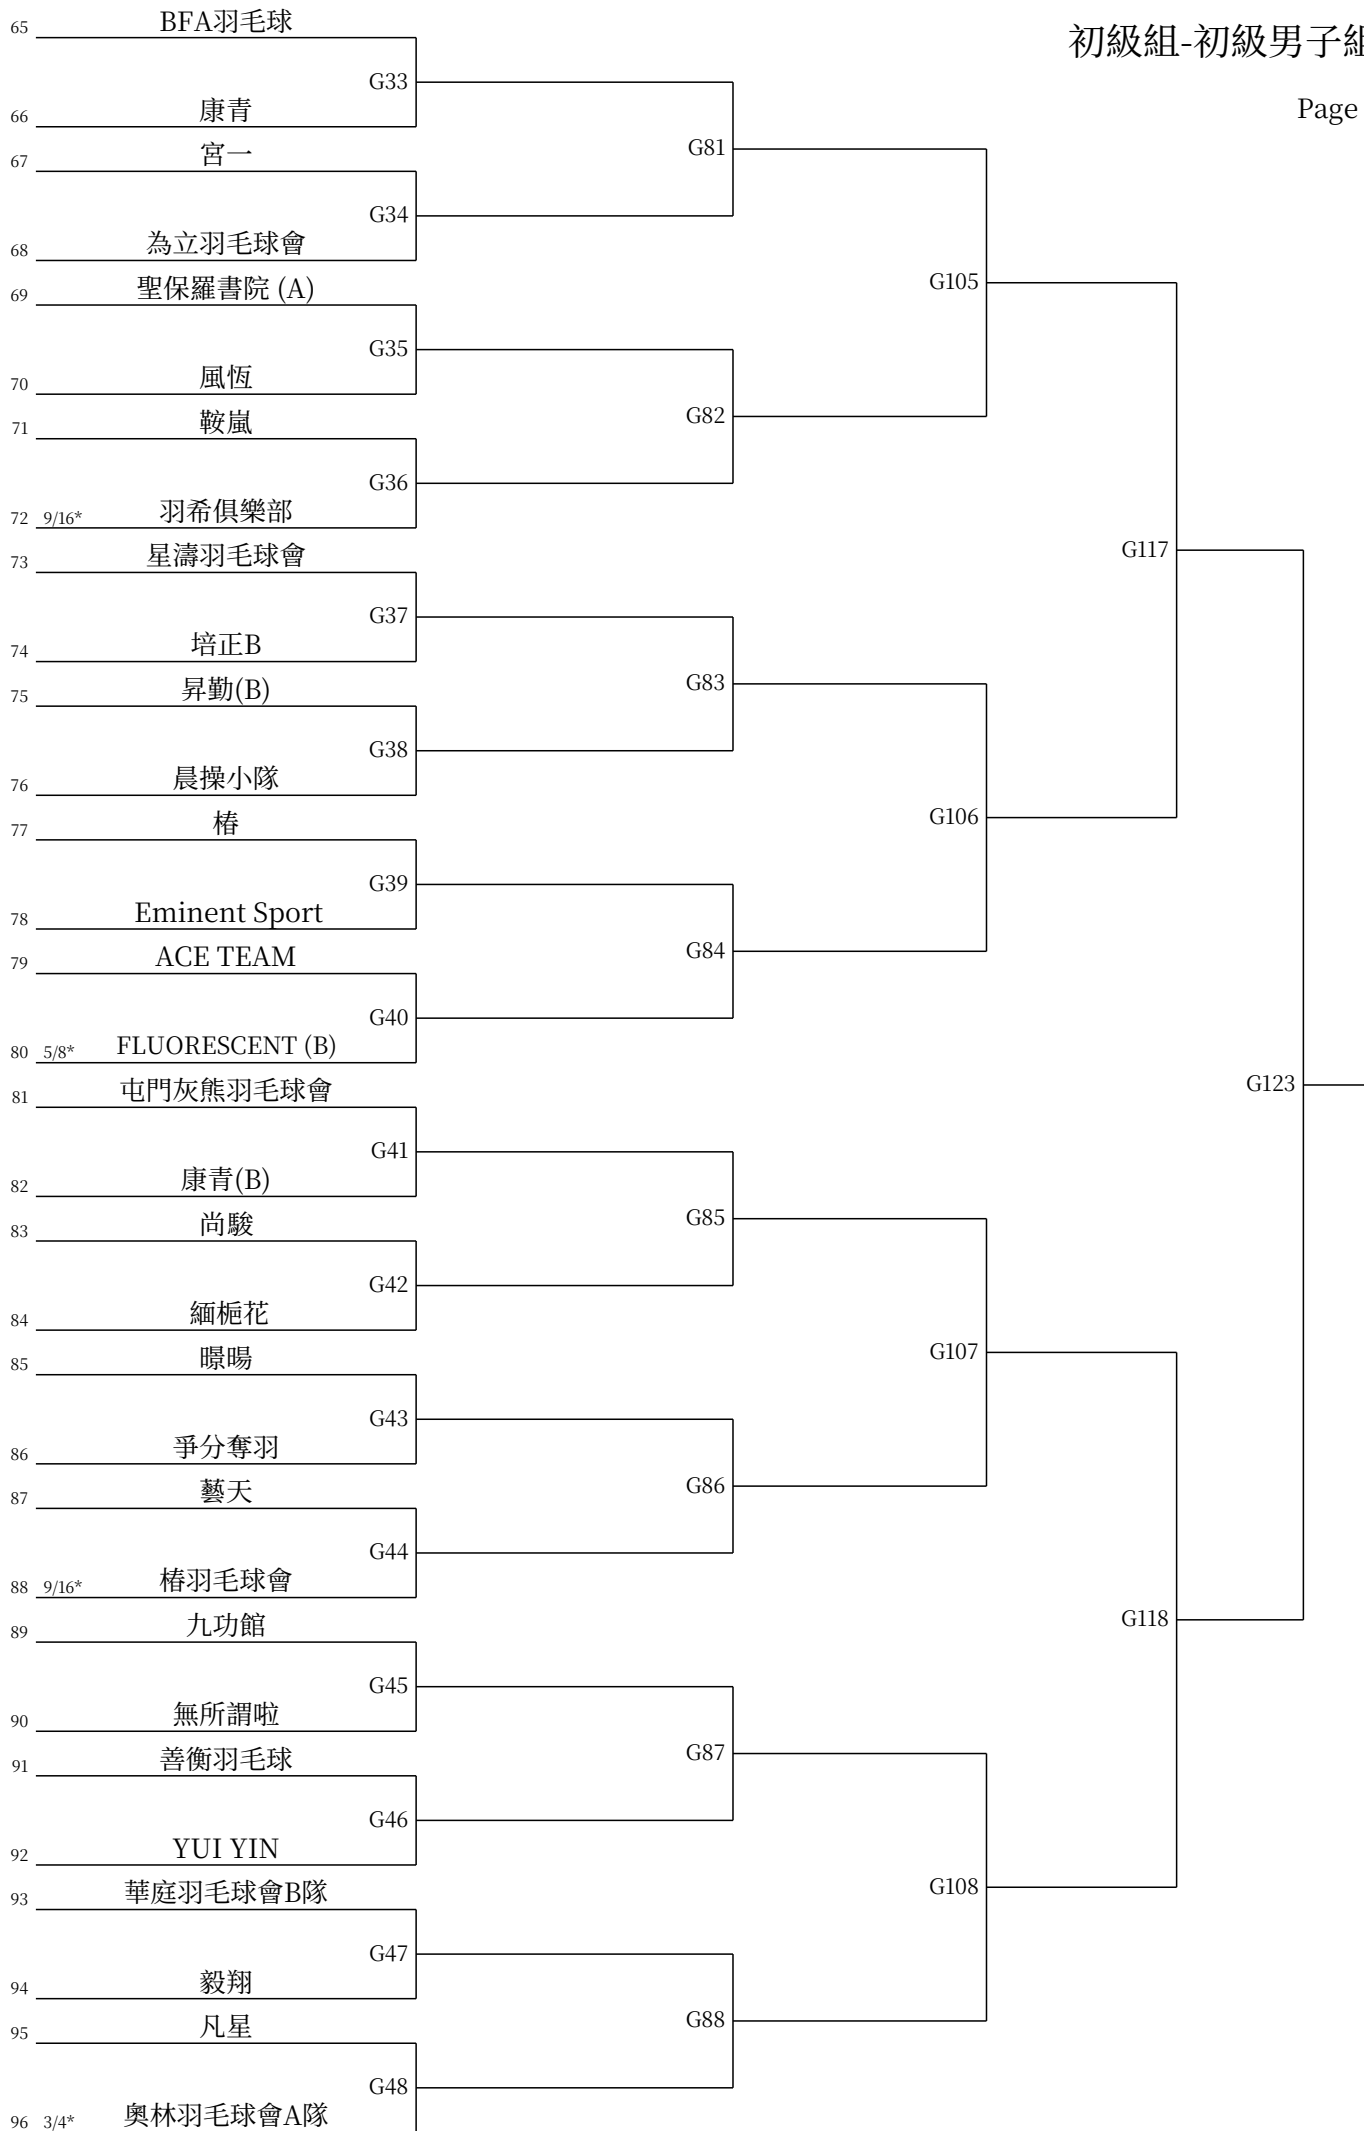 初級組-初級男子組
Page
65 BFA羽毛球
G33
66 康青
67 宮一
G34
68 為立羽毛球會
G81
69 聖保羅書院 (A)
G35
70 風恆
71 鞍嵐
G36
72 9/16* 羽希俱樂部
G82
G105
73 星濤羽毛球會
G37
74 培正B
75 昇勤(B)
G38
76 晨操小隊
G83
77 椿
G39
78 Eminent Sport
79 ACE TEAM
G40
80 5/8* FLUORESCENT (B)
G84
G106
G117
81 屯門灰熊羽毛球會
G41
82 康青(B)
83 尚駿
G42
84 緬梔花
G85
85 暻暘
G43
86 爭分奪羽
87 藝天
G44
88 9/16* 椿羽毛球會
G86
G107
89 九功館
G45
90 無所謂啦
91 善衡羽毛球
G46
92 YUI YIN
G87
93 華庭羽毛球會B隊
G47
94 毅翔
95 凡星
G48
96 3/4* 奧林羽毛球會A隊
G88
G108
G118
G123